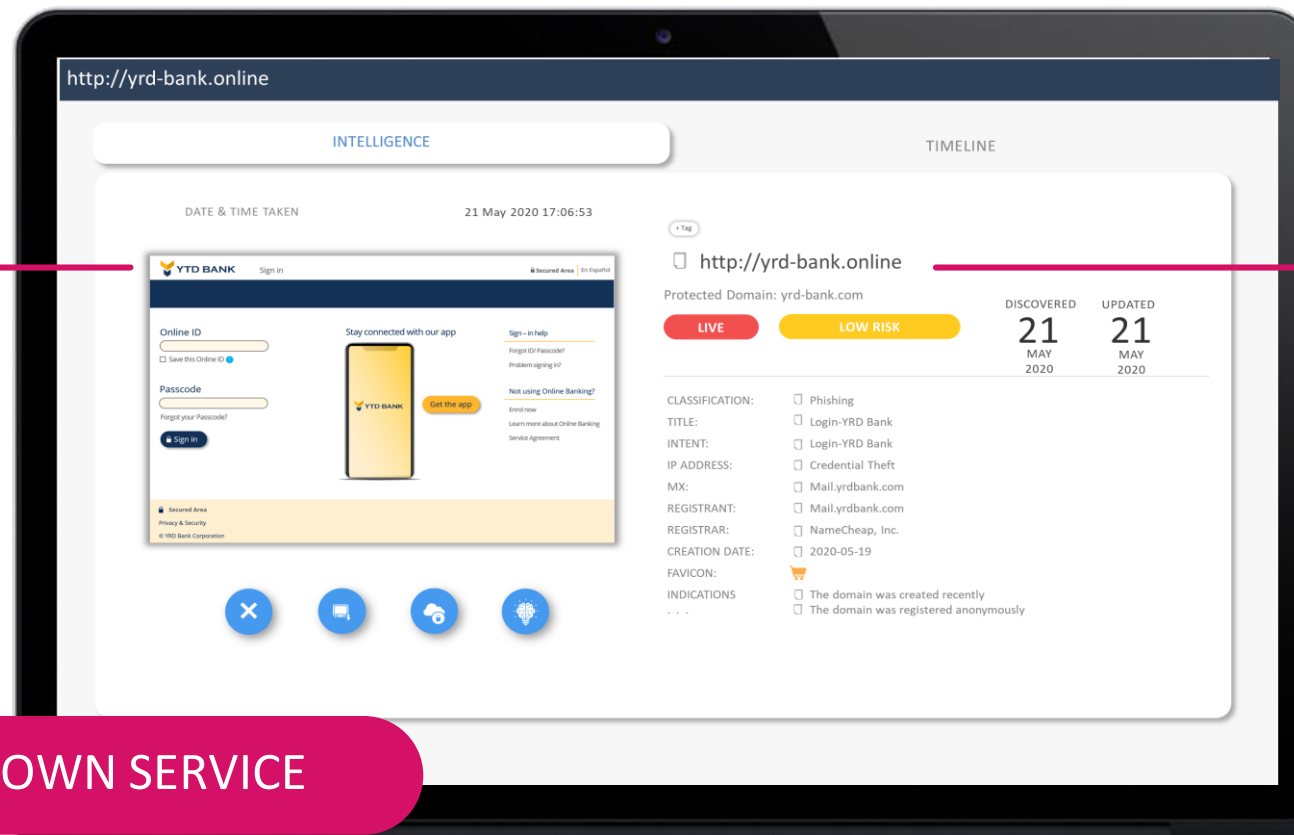 http://yrd-bank.online
INTELLIGENCE
TIMELINE
DATE & TIME TAKEN 21 May 2020 17:06:53
YTD BANK Sign in Secured Area En Español
Online ID
Save this Online ID
Passcode
Forgot your Passcode?
Sign in
Stay connected with our app
YTD BANK
Get the app
Sign – in help
Forgot ID/ Passcode?
Problem signing in?
Not using Online Banking?
Enrol now
Learn more about Online Banking
Service Agreement
Secured Area
Privacy & Security
© YRD Bank Corporation
+ Tag
http://yrd-bank.online
Protected Domain: yrd-bank.com
LIVE
LOW RISK
DISCOVERED
21
MAY
2020
UPDATED
21
MAY
2020
CLASSIFICATION: Phishing
TITLE: Login-YRD Bank
INTENT: Login-YRD Bank
IP ADDRESS: Credential Theft
MX: Mail.yrdbank.com
REGISTRANT: Mail.yrdbank.com
REGISTRAR: NameCheap, Inc.
CREATION DATE: 2020-05-19
FAVICON:
INDICATIONS The domain was created recently
. . . The domain was registered anonymously
OWN SERVICE